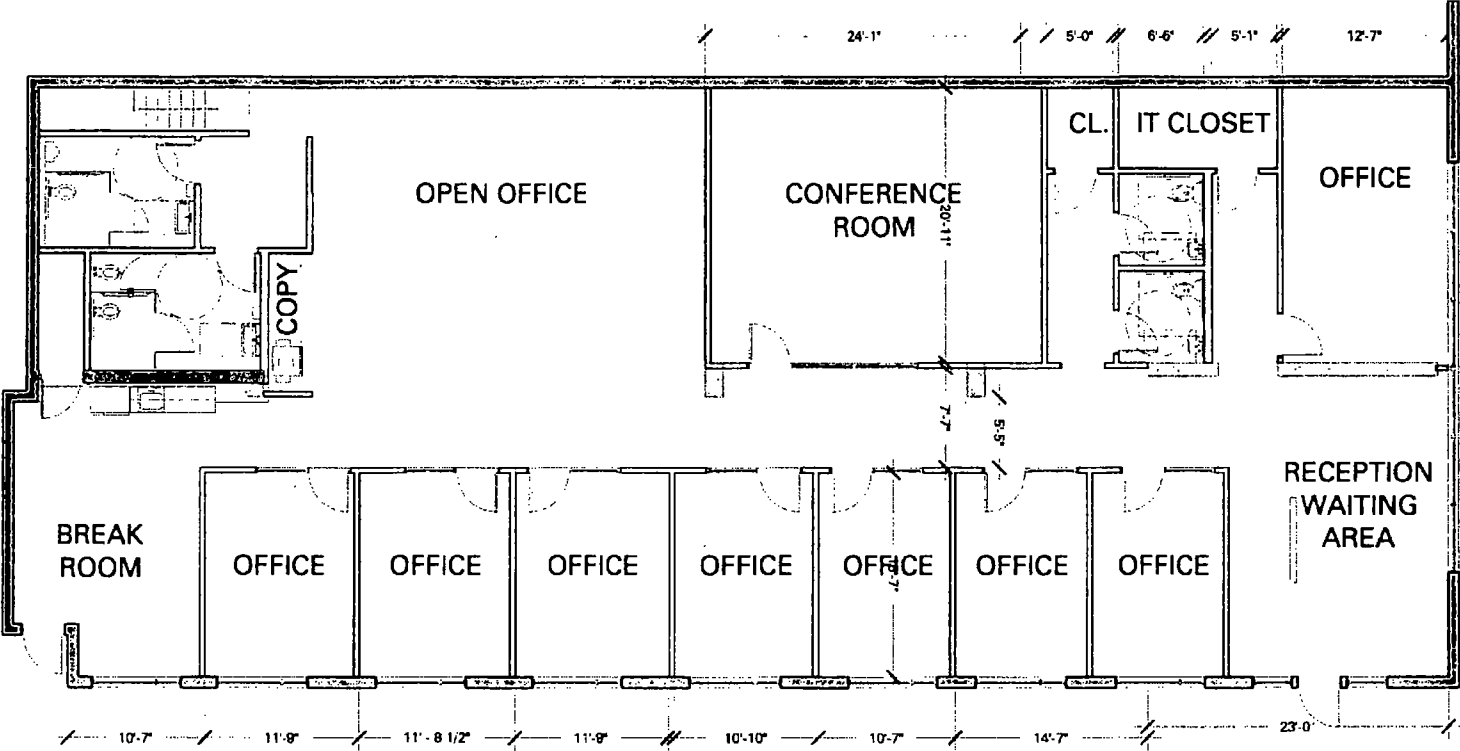 24'-1"
5'-0"
6'-6"
5'-1"
12'-7"
CL.
IT CLOSET
OPEN OFFICE
CONFERENCE
ROOM
20'-11"
OFFICE
COPY
7'-7"
5'-5"
BREAK
ROOM
OFFICE
OFFICE
OFFICE
OFFICE
OFFICE
OFFICE
OFFICE
RECEPTION
WAITING
AREA
10'-7"
11'-9"
11' - 8 1/2"
11'-9"
10'-10"
10'-7"
14'-7"
23'-0